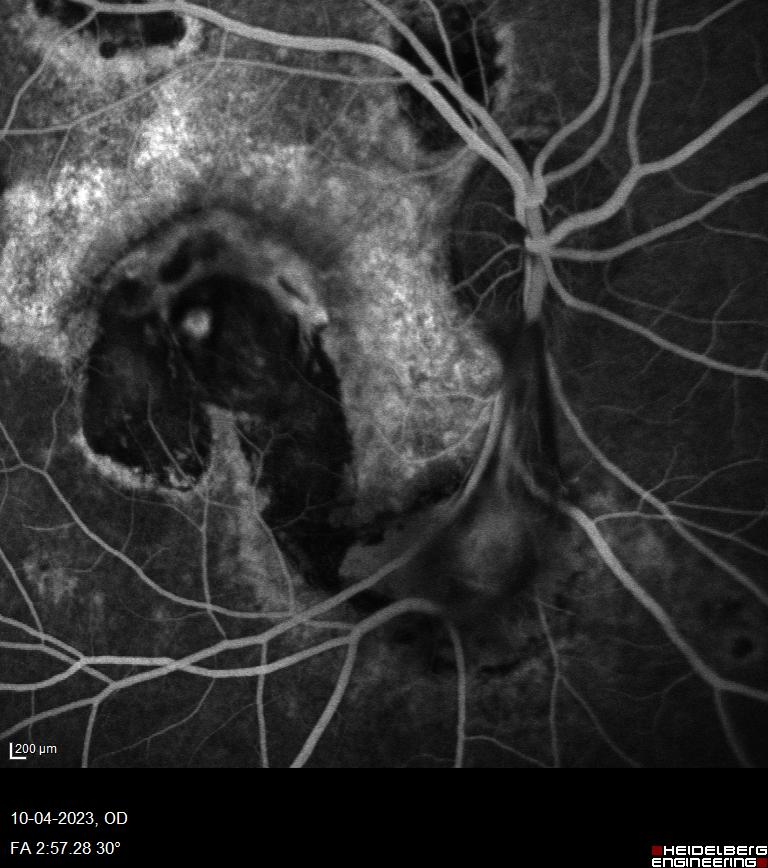 200 µm
10-04-2023, OD
FA 2:57.28 30°
HEIDELBERG
ENGINEERING